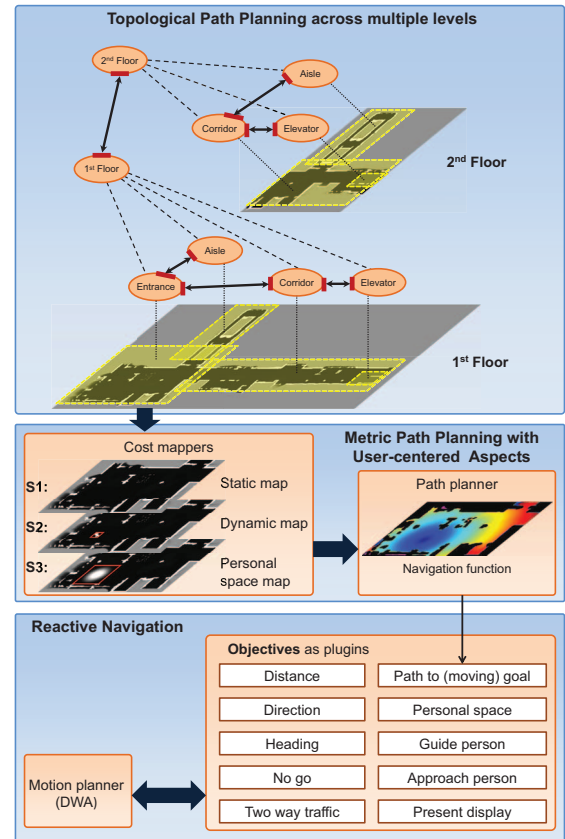 Topological Path Planning across multiple levels
2nd Floor
Aisle
Corridor
Elevator
2nd Floor
1st Floor
Aisle
Entrance
Corridor
Elevator
1st Floor
Cost mappers
Metric Path Planning with
User-centered Aspects
S1:
Static map
S2:
Dynamic map
S3:
Personal
space map
Path planner
Navigation function
Reactive Navigation
Objectives as plugins
Distance
Path to (moving) goal
Direction
Personal space
Heading
Guide person
No go
Approach person
Two way traffic
Present display
Motion planner
(DWA)